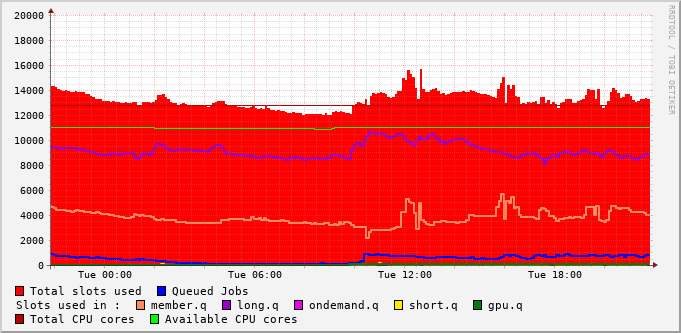 RRDTOOL / TOBI OETIKER
20000
18000
16000
14000
12000
10000
8000
6000
4000
2000
0
Tue 00:00 Tue 06:00 Tue 12:00 Tue 18:00
Total slots used Queued Jobs
Slots used in : member.q long.q ondemand.q short.q gpu.q
Total CPU cores Available CPU cores